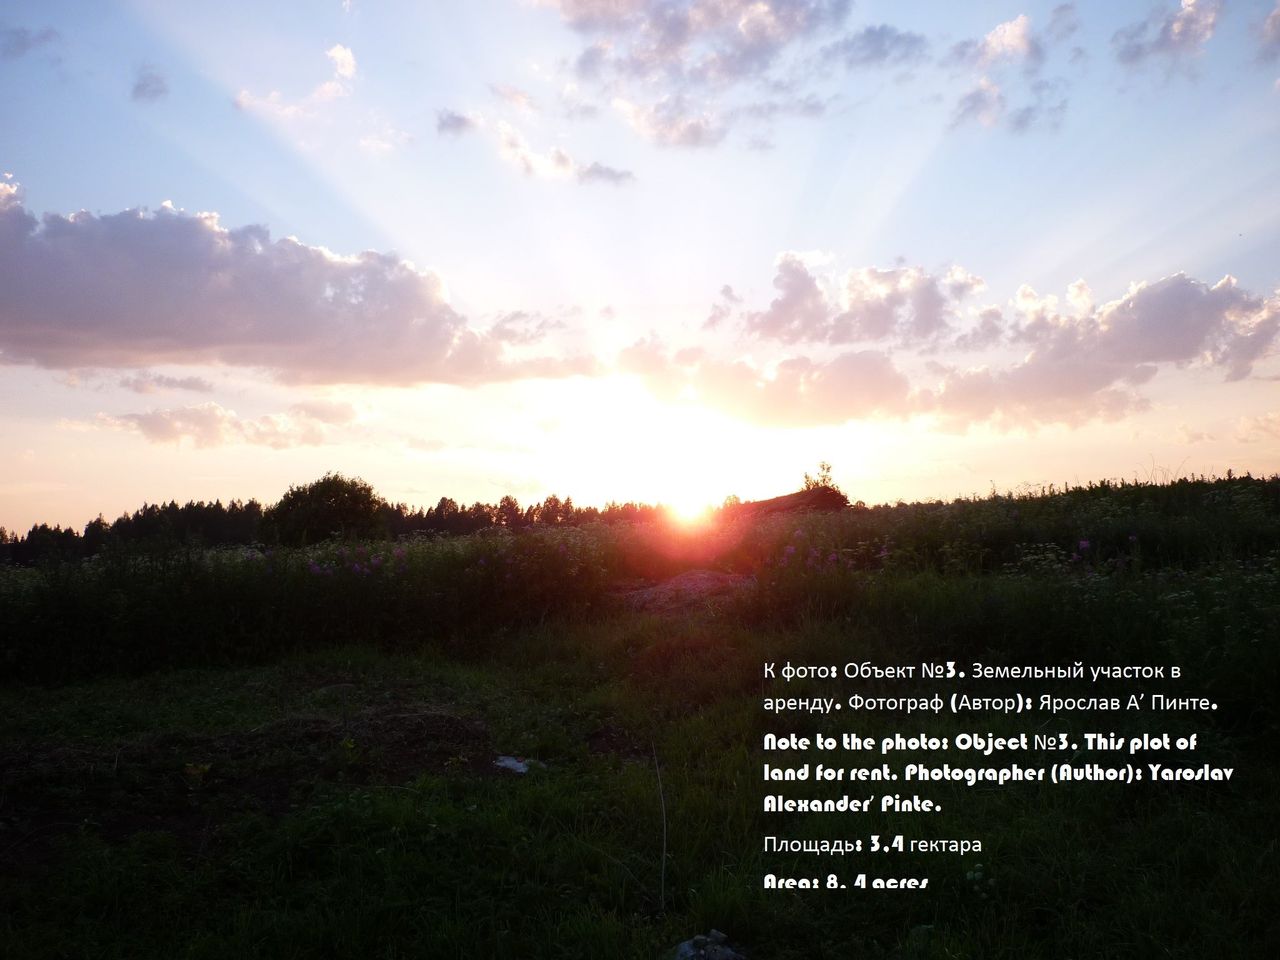 К фото: Объект №3. Земельный участок в
аренду. Фотограф (Автор): Ярослав А’ Пинте.
Note to the photo: Object №3. This plot of
land for rent. Photographer (Author): Yaroslav
Alexander’ Pinte.
Площадь: 3,4 гектара
Area: 8, 4 acres